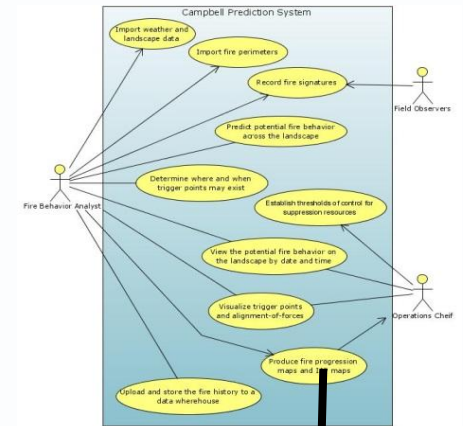 Campbell Prediction System
Import weather and
landscape data
Import fire perimeters
Record fire signatures
Field Observers
Predict potential fire behavior
across the landscape
Determine where and when
trigger points may exist
Fire Behavior Analyst
Establish thresholds of control for
suppression resources
View the potential fire behavior on
the landscape by date and time
Visualize trigger points
and alignment-of-forces
Operations Cheif
Produce fire progression
maps and maps
Upload and store the fire history to a
data wherehouse